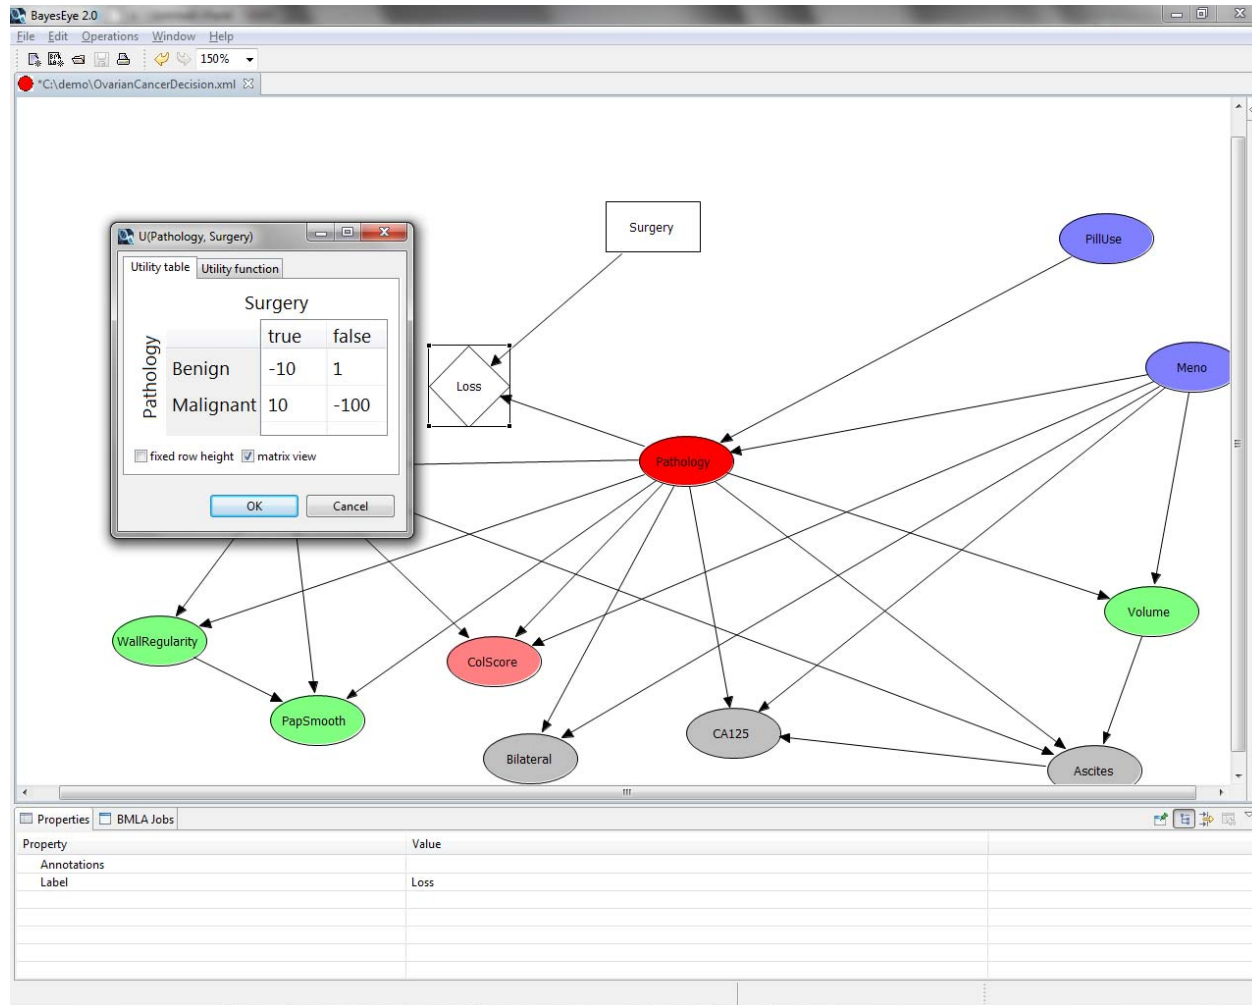 BayesEye 2.0
File Edit Operations Window Help
150%
*C:\demo\OvarianCancerDecision.xml
Surgery
PillUse
U(Pathology, Surgery)
Utility table Utility function
Surgery
true false
Pathology
Benign -10 1
Malignant 10 -100
fixed row height matrix view
OK Cancel
Loss
Meno
Pathology
Volume
WallRegularity
ColScore
PapSmooth
CA125
Bilateral
Ascites
Properties BMLA Jobs
Property Value
Annotations
Label Loss